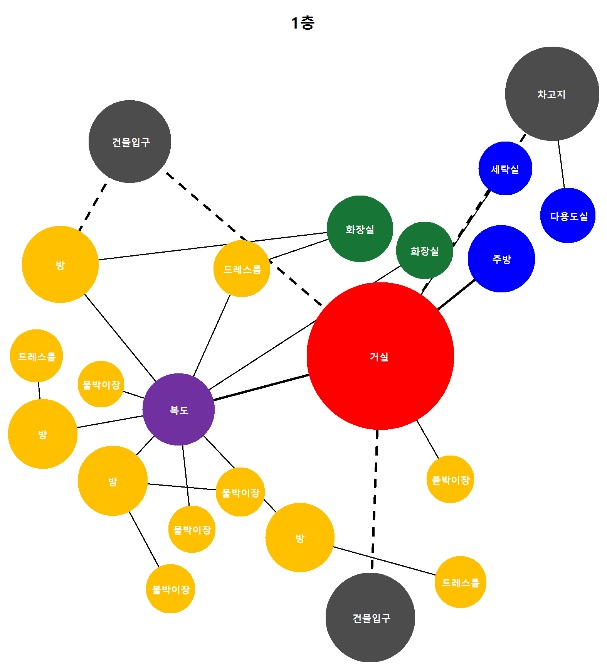 1층
차고지
건물입구
세탁실
다용도실
화장실
화장실
주방
방
드레스룸
거실
드레스룸
붙박이장
복도
방
방
붙박이장
붙박이장
붙박이장
방
드레스룸
붙박이장
건물입구